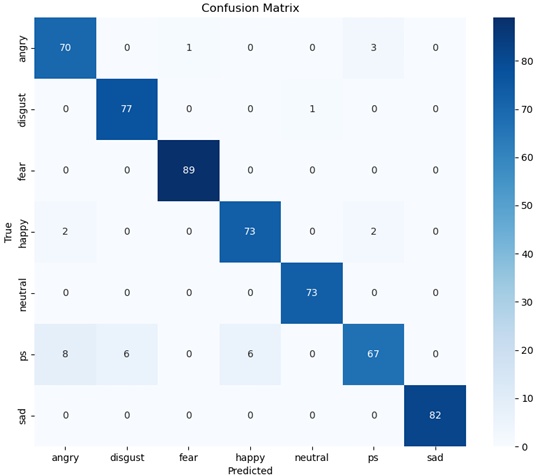 Confusion Matrix
angry 70 0 1 0 0 3 0
disgust 0 77 0 0 1 0 0
fear 0 0 89 0 0 0 0
happy 2 0 0 73 0 2 0
neutral 0 0 0 0 73 0 0
ps 8 6 0 6 0 67 0
sad 0 0 0 0 0 0 82
angry disgust fear happy neutral ps sad
Predicted
True
80
70
60
50
40
30
20
10
0